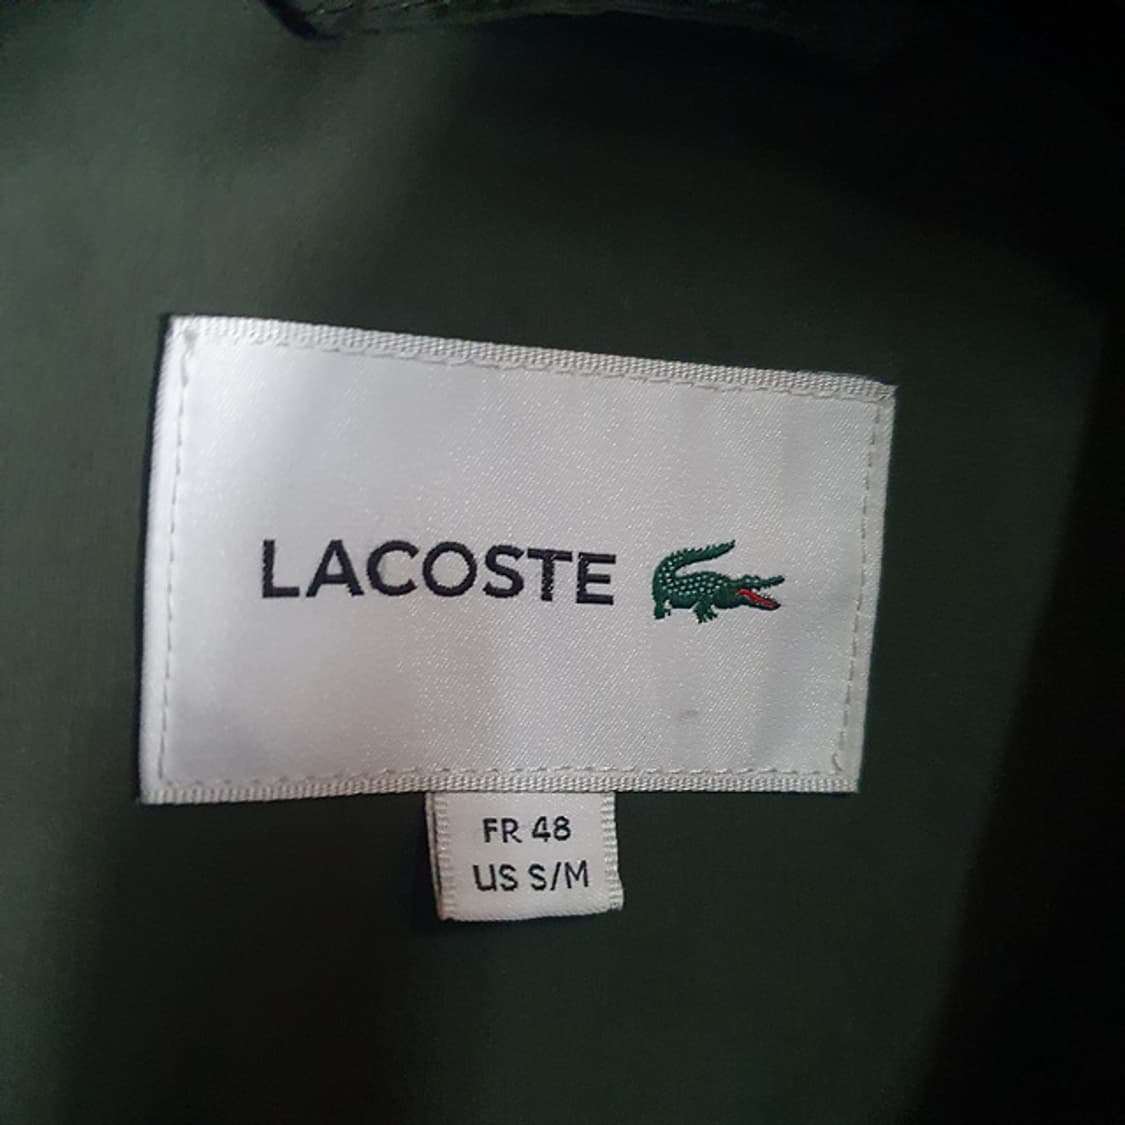 LACOSTE
FR 48
US S/M